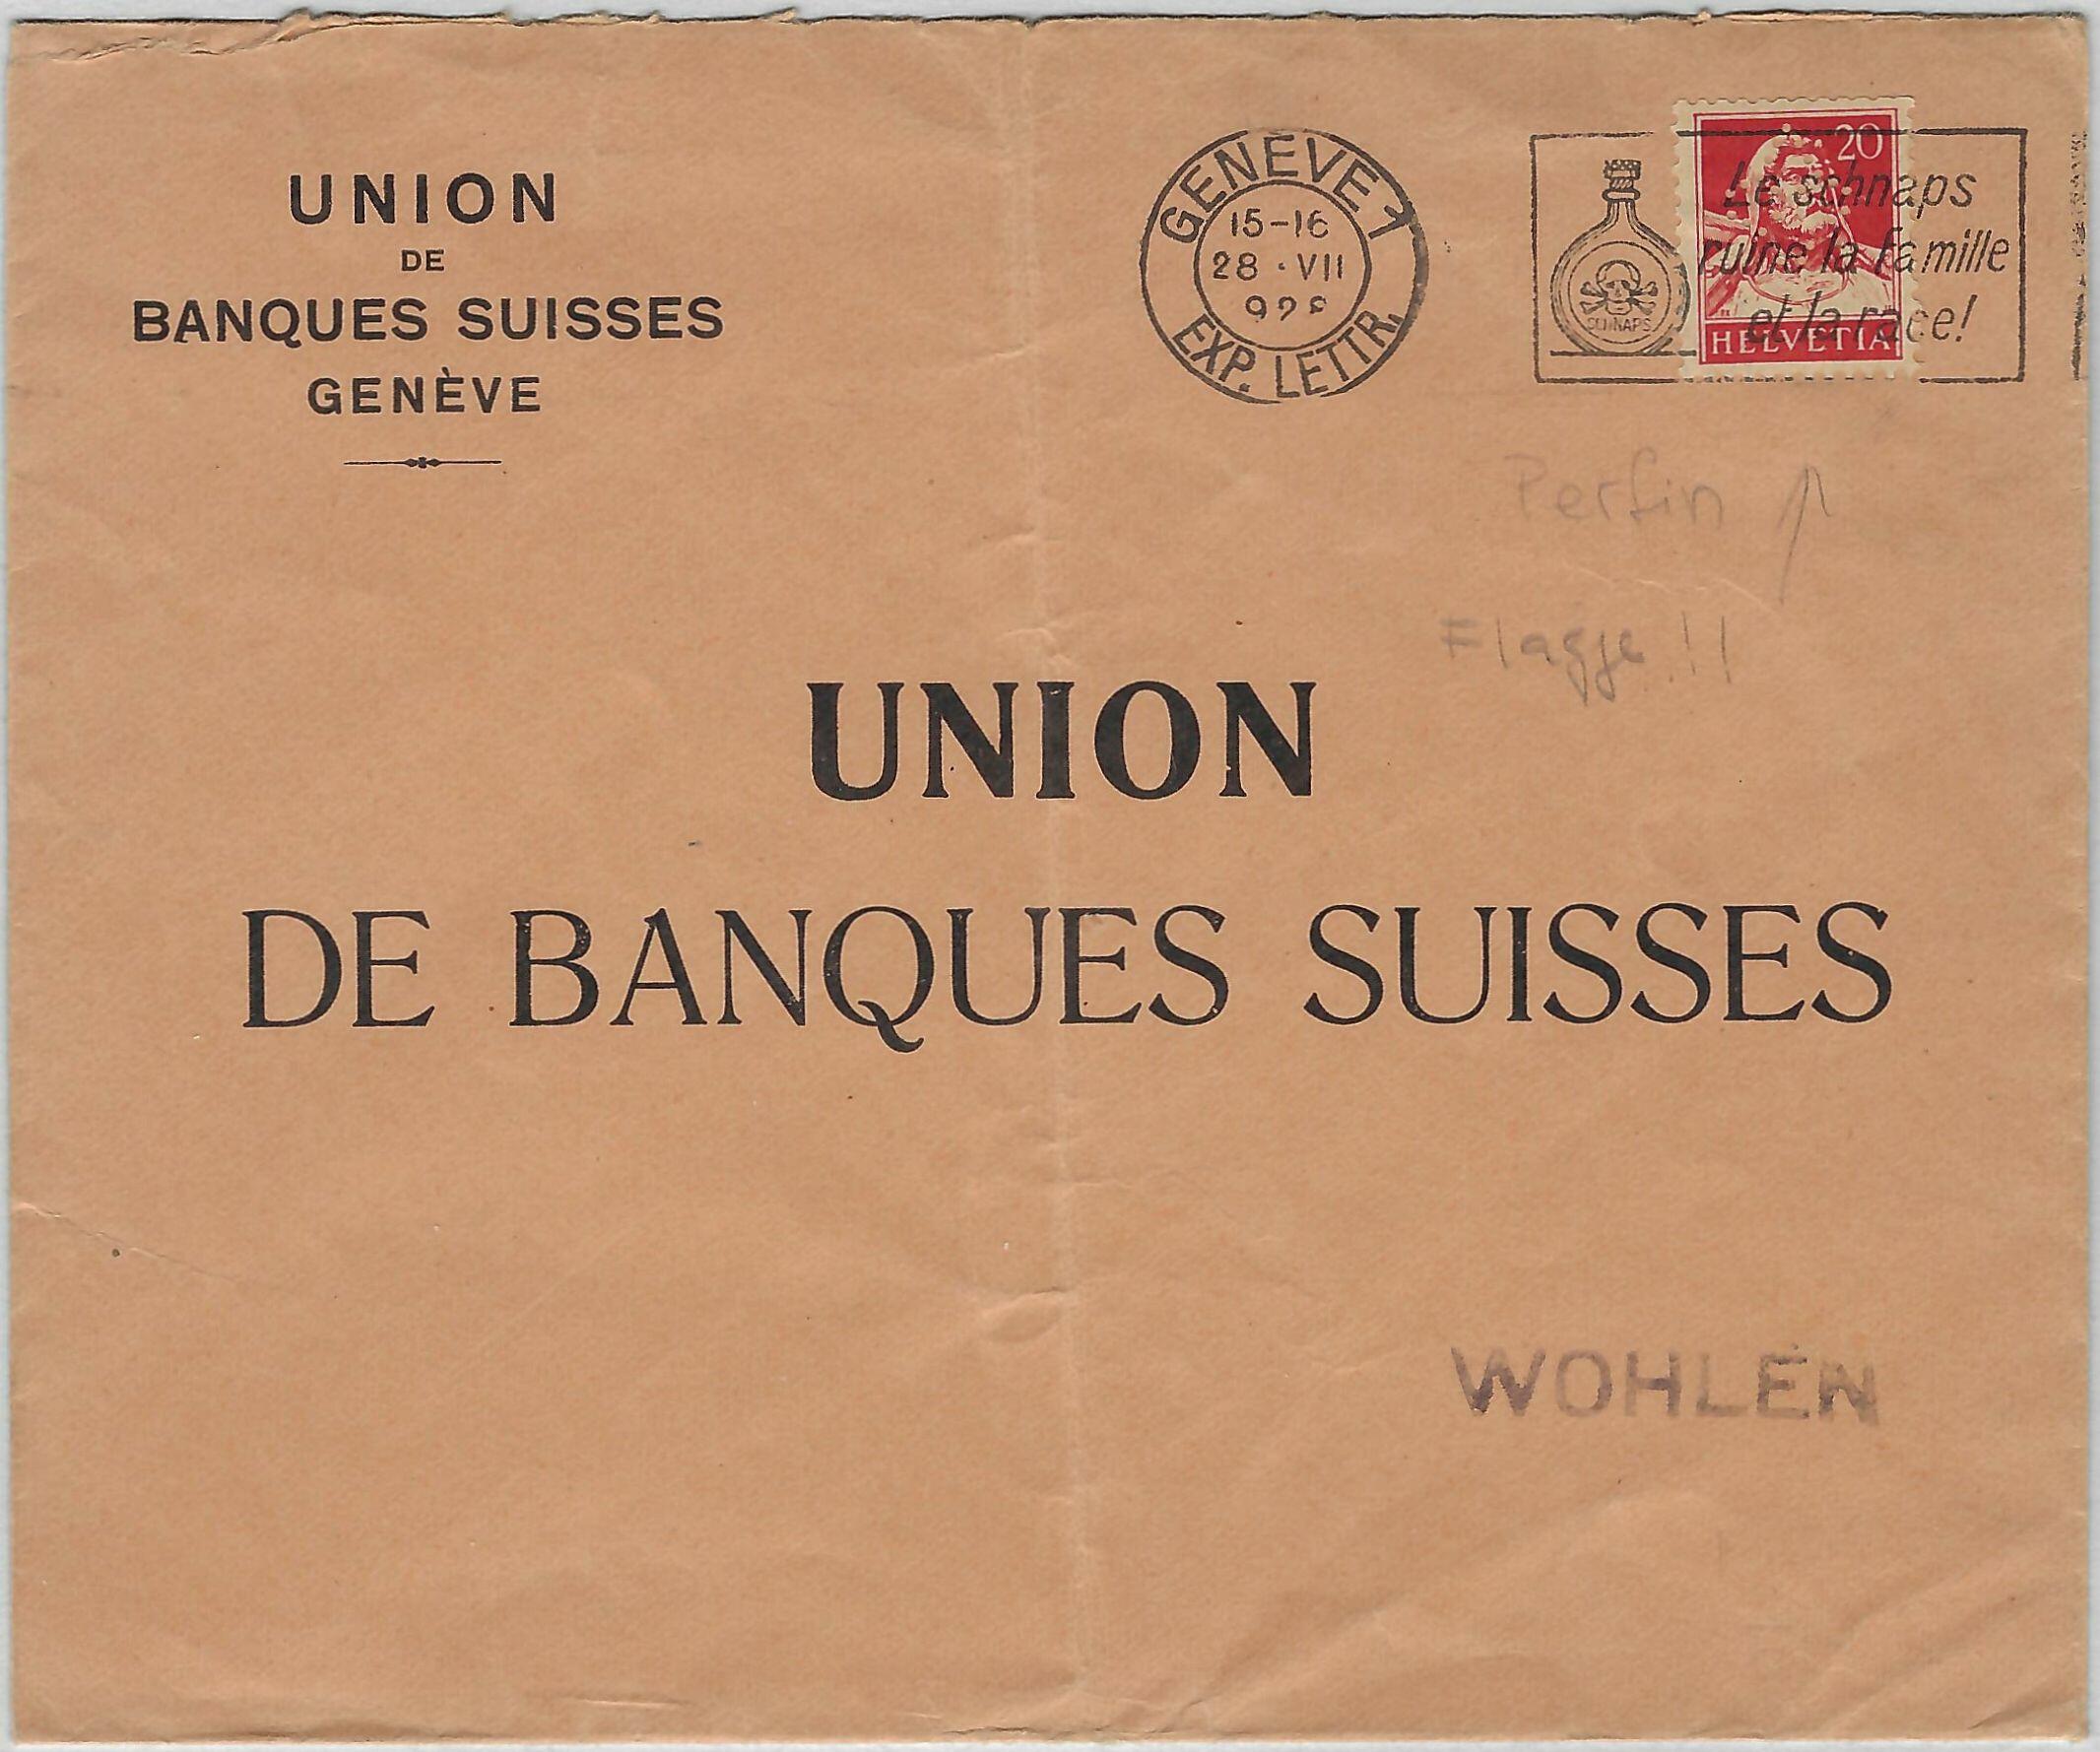 UNION
DE
BANQUES SUISSES
GENÈVE
GENÈVE 1
15-16
28 · VII
928
EXP. LETTR.
SCHNAPS
Le schnaps
ruine la famille
et la race!
20
HELVETIA
Perfin
Flagge!!
UNION
DE BANQUES SUISSES
WOHLEN